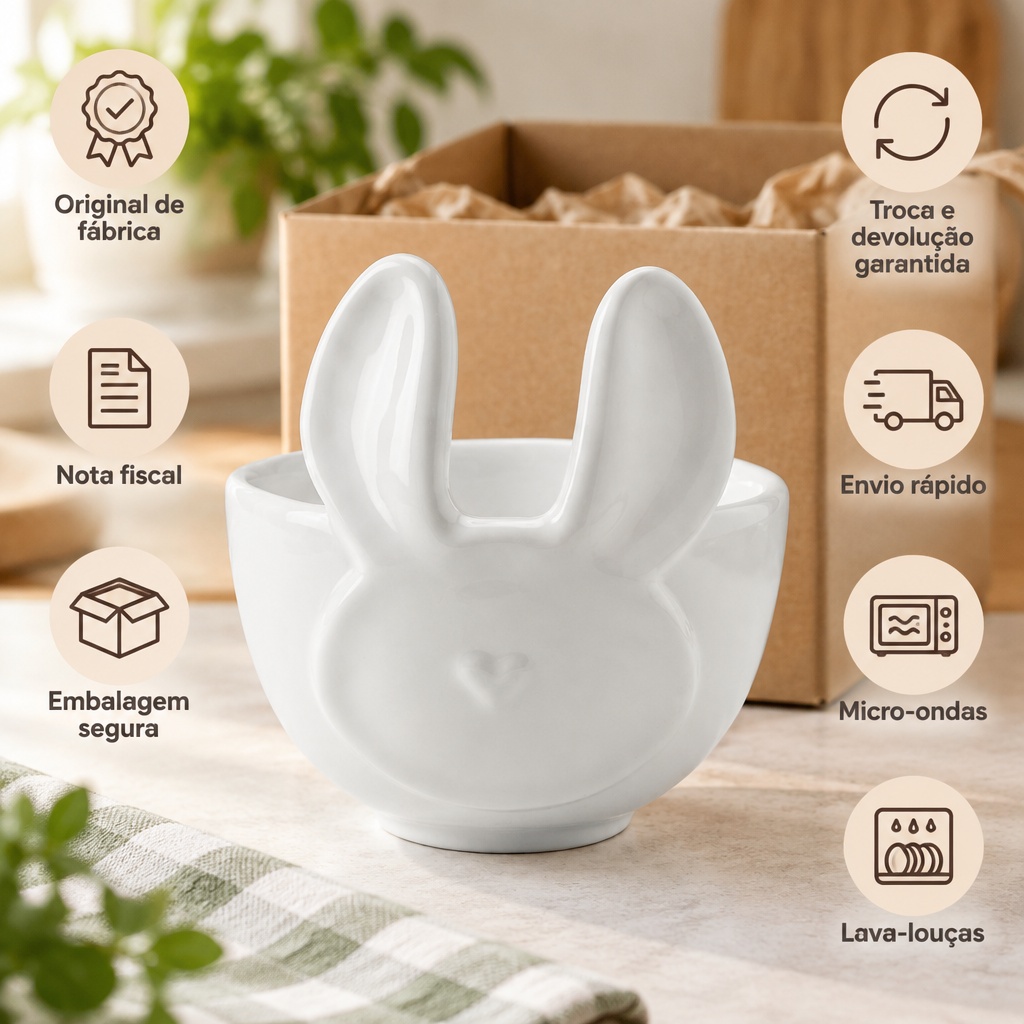 Original de
fábrica
Nota fiscal
Embalagem
segura
Troca e
devolução
garantida
Envio rápido
Micro-ondas
Lava-louças